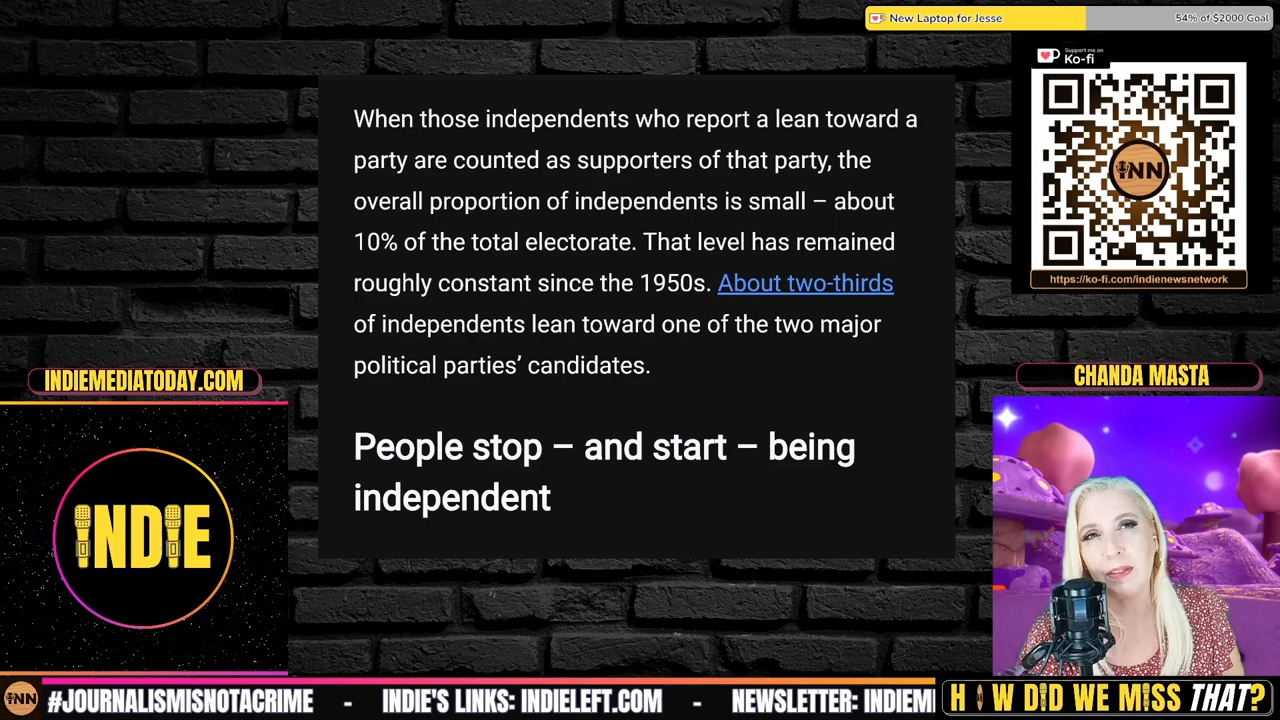 New Laptop for Jesse
54% of $2000 Goal
Support me on
Ko-fi
iNN
https://ko-fi.com/indienewsnetwork
When those independents who report a lean toward a
party are counted as supporters of that party, the
overall proportion of independents is small – about
10% of the total electorate. That level has remained
roughly constant since the 1950s. About two-thirds
of independents lean toward one of the two major
political parties’ candidates.
People stop – and start – being
independent
INDIEMEDIATODAY.COM
INDIE
CHANDA MASTA
iNN
#JOURNALISMISNOTACRIME - INDIE'S LINKS: INDIELEFT.COM - NEWSLETTER: INDIEM
HOW DID WE MISS THAT?